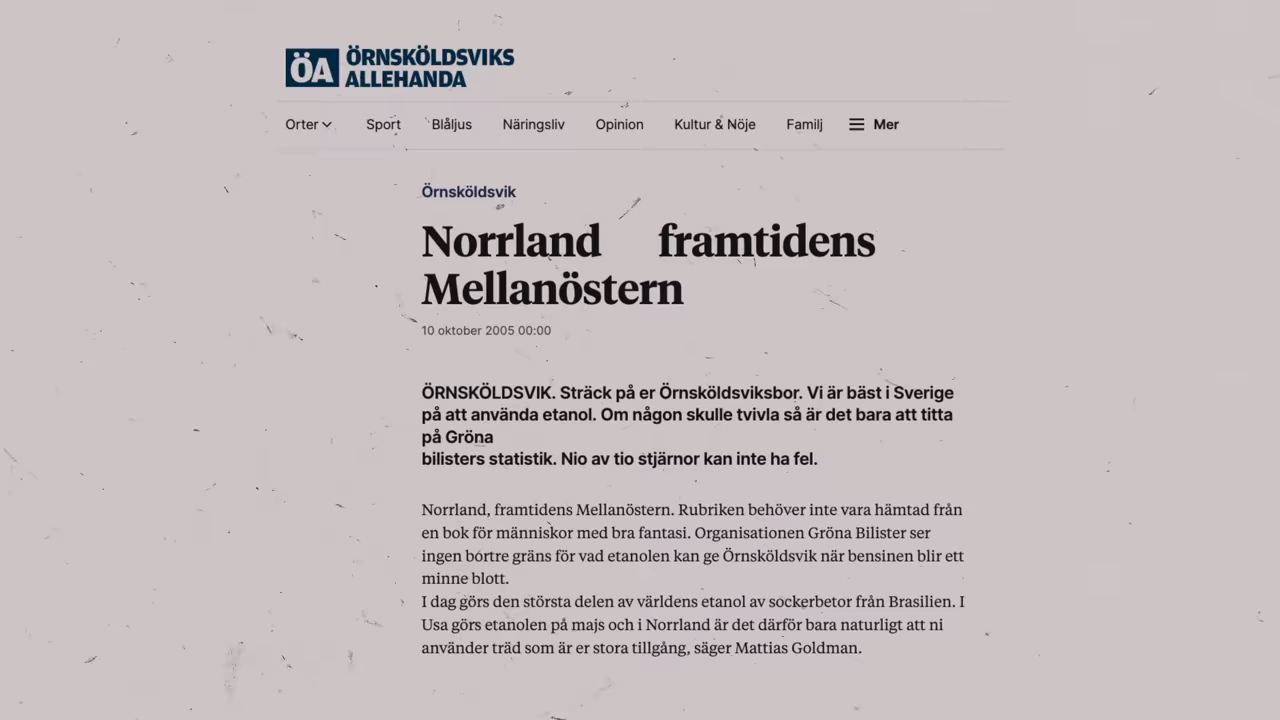 ÖA ÖRNSKÖLDSVIKS
ALLEHANDA
Orter Sport Blåljus Näringsliv Opinion Kultur & Nöje Familj Mer
Örnsköldsvik
Norrland framtidens
Mellanöstern
10 oktober 2005 00:00
ÖRNSKÖLDSVIK. Sträck på er Örnsköldsviksbor. Vi är bäst i Sverige
på att använda etanol. Om någon skulle tvivla så är det bara att titta
på Gröna
bilisters statistik. Nio av tio stjärnor kan inte ha fel.
Norrland, framtidens Mellanöstern. Rubriken behöver inte vara hämtad från
en bok för människor med bra fantasi. Organisationen Gröna Bilister ser
ingen bortre gräns för vad etanolen kan ge Örnsköldsvik när bensinen blir ett
minne blott.
I dag görs den största delen av världens etanol av sockerbetor från Brasilien. I
Usa görs etanolen på majs och i Norrland är det därför bara naturligt att ni
använder träd som är er stora tillgång, säger Mattias Goldman.